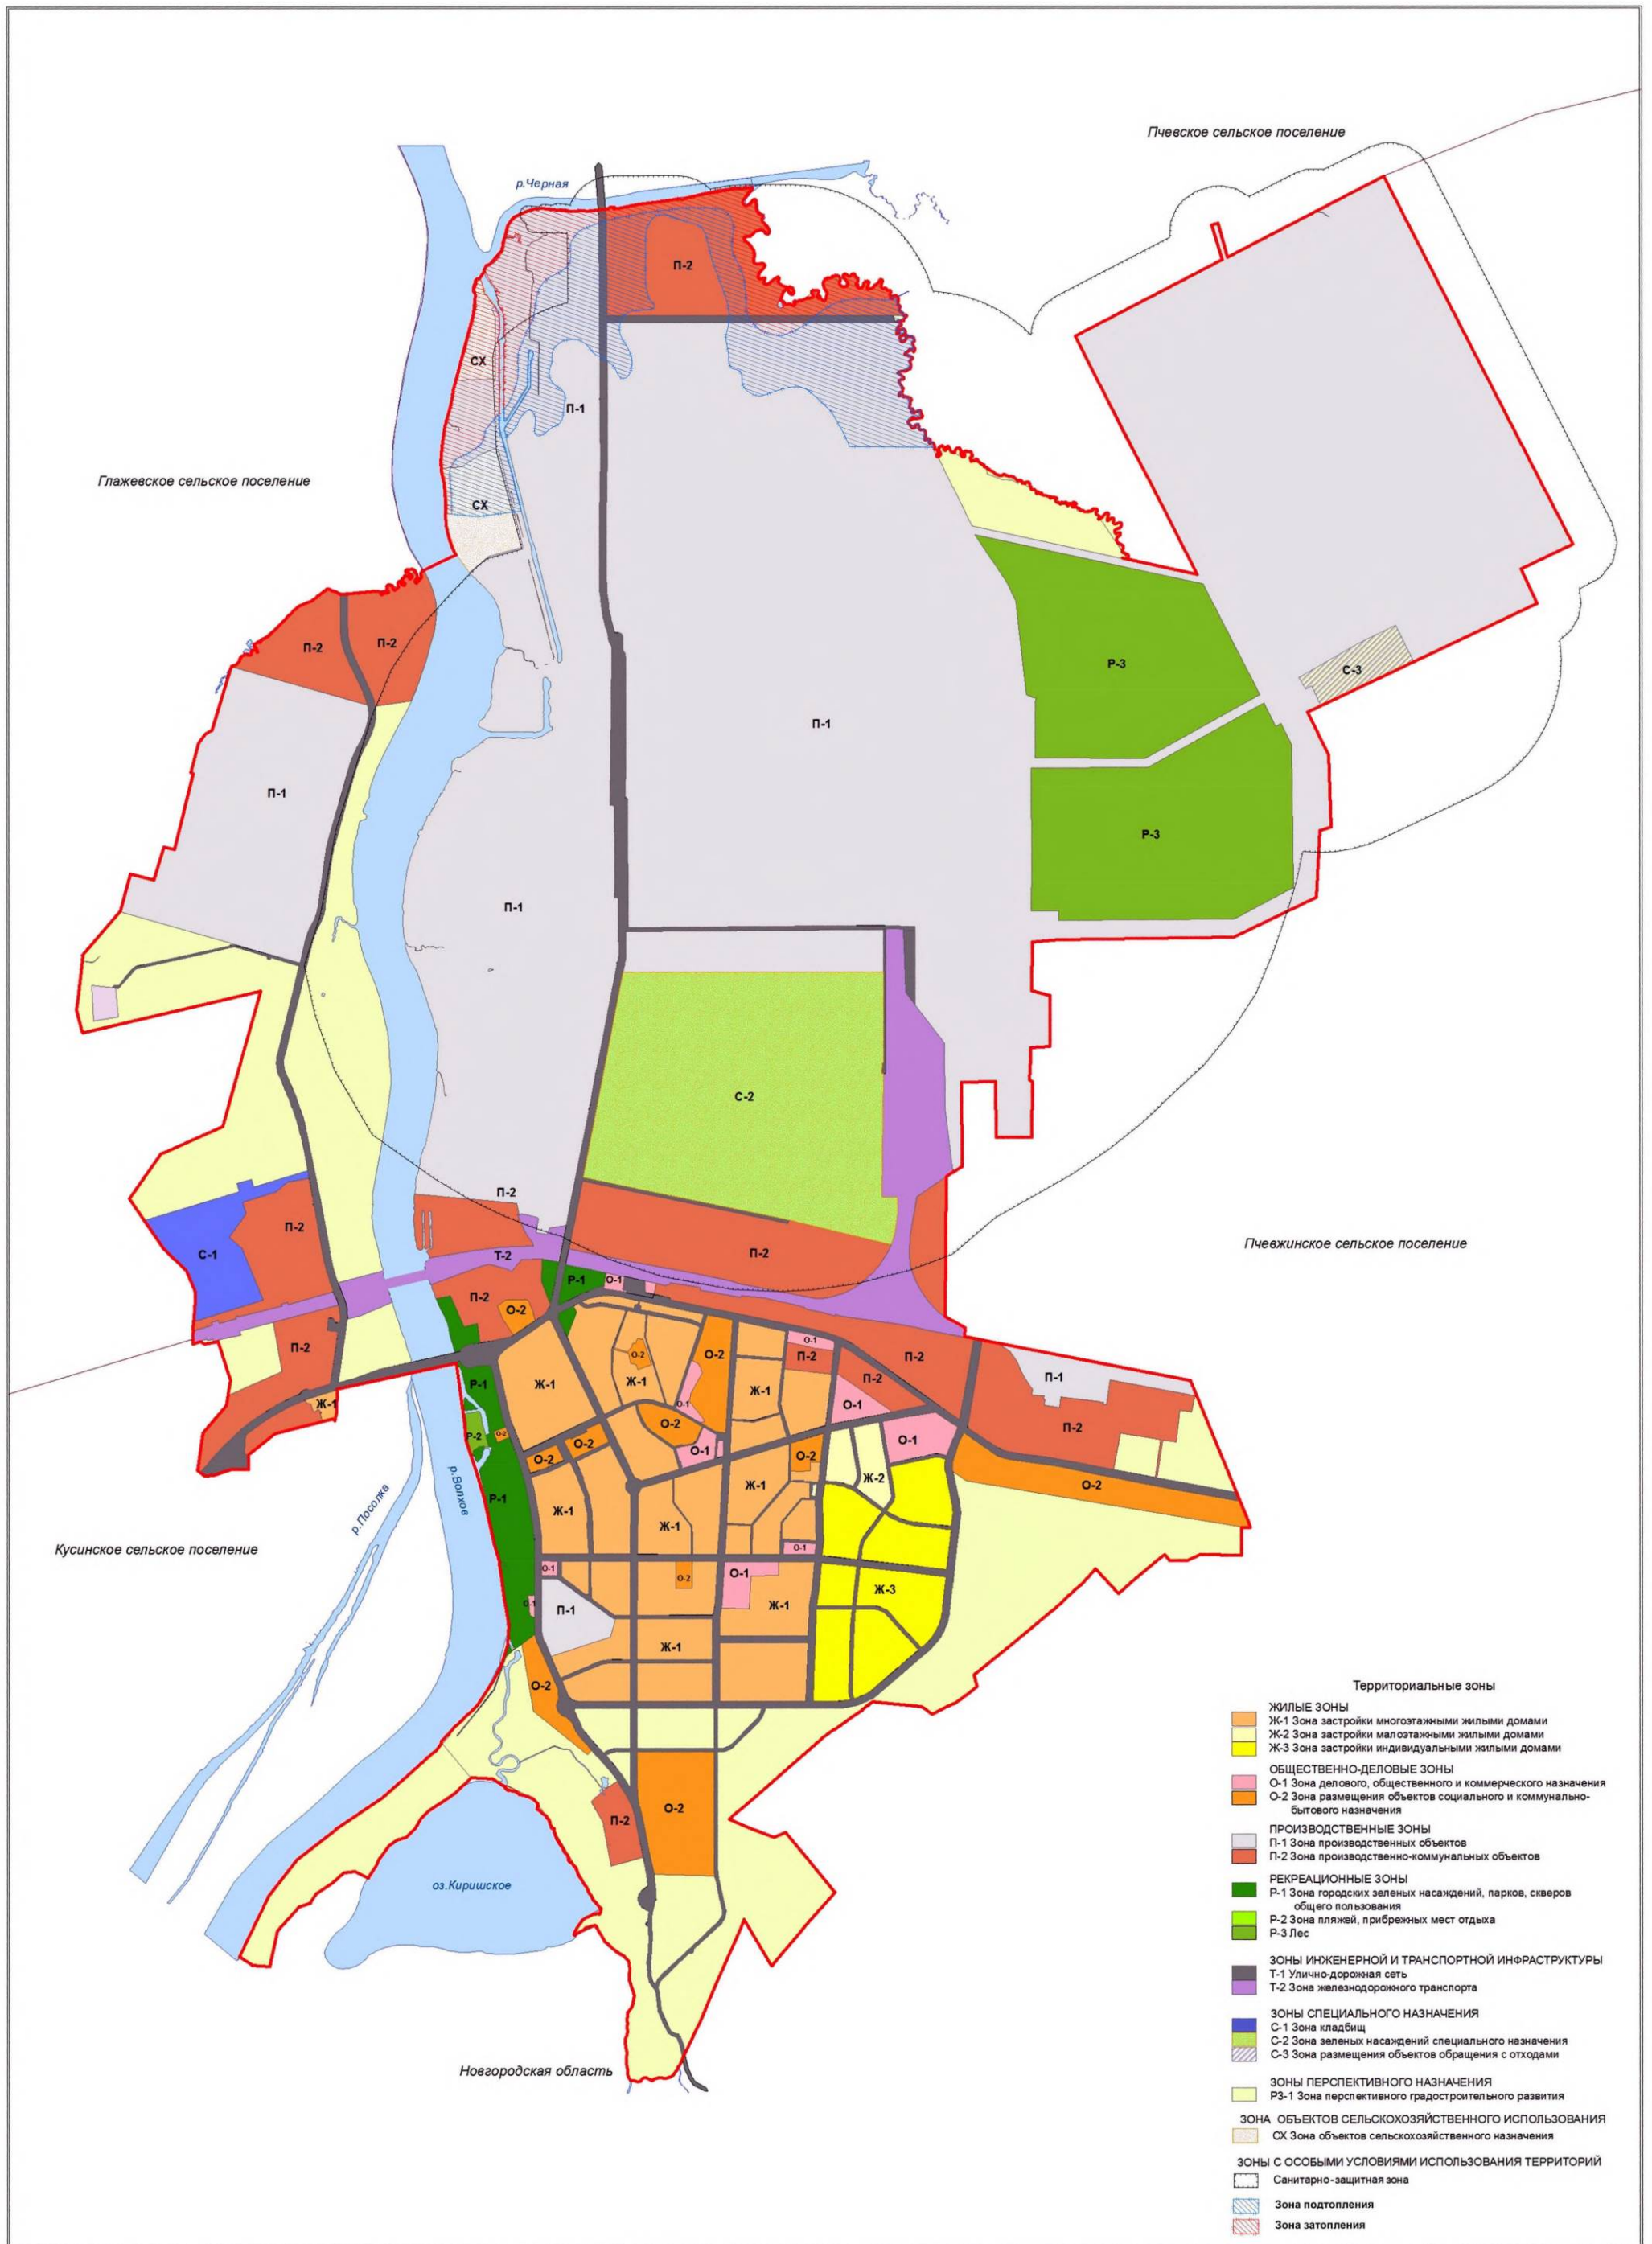 Пчевское сельское поселение
р.Черная
П-2
СХ
П-1
Глажевское сельское поселение
СХ
П-2
П-2
Р-3
С-3
П-1
П-1
Р-3
П-1
С-2
П-2
П-2
С-1
Т-2
П-2
Пчевжинское сельское поселение
Р-1
О-1
П-2
О-2
О-1
П-2
О-2
О-2
П-2
П-2
П-2
Ж-1
Р-1
Ж-1
Ж-1
Ж-1
П-1
О-1
О-1
О-2
П-2
Р-2
О-2
О-2
О-1
О-1
О-2
О-2
Ж-2
О-2
р.Волхов
р.Посолка
Р-1
Ж-1
Ж-1
Ж-1
Кусинское сельское поселение
О-1
О-1
О-2
О-1
Ж-3
О-1
П-1
Ж-1
Ж-1
О-2
О-2
П-2
оз.Киришское
Новгородская область
Территориальные зоны
ЖИЛЫЕ ЗОНЫ
Ж-1 Зона застройки многоэтажными жилыми домами
Ж-2 Зона застройки малоэтажными жилыми домами
Ж-3 Зона застройки индивидуальными жилыми домами
ОБЩЕСТВЕННО-ДЕЛОВЫЕ ЗОНЫ
О-1 Зона делового, общественного и коммерческого назначения
О-2 Зона размещения объектов социального и коммунально-
бытового назначения
ПРОИЗВОДСТВЕННЫЕ ЗОНЫ
П-1 Зона производственных объектов
П-2 Зона производственно-коммунальных объектов
РЕКРЕАЦИОННЫЕ ЗОНЫ
Р-1 Зона городских зеленых насаждений, парков, скверов
общего пользования
Р-2 Зона пляжей, прибрежных мест отдыха
Р-3 Лес
ЗОНЫ ИНЖЕНЕРНОЙ И ТРАНСПОРТНОЙ ИНФРАСТРУКТУРЫ
Т-1 Улично-дорожная сеть
Т-2 Зона железнодорожного транспорта
ЗОНЫ СПЕЦИАЛЬНОГО НАЗНАЧЕНИЯ
С-1 Зона кладбищ
С-2 Зона зеленых насаждений специального назначения
С-3 Зона размещения объектов обращения с отходами
ЗОНЫ ПЕРСПЕКТИВНОГО НАЗНАЧЕНИЯ
РЗ-1 Зона перспективного градостроительного развития
ЗОНА ОБЪЕКТОВ СЕЛЬСКОХОЗЯЙСТВЕННОГО ИСПОЛЬЗОВАНИЯ
СХ Зона объектов сельскохозяйственного назначения
ЗОНЫ С ОСОБЫМИ УСЛОВИЯМИ ИСПОЛЬЗОВАНИЯ ТЕРРИТОРИЙ
Санитарно-защитная зона
Зона подтопления
Зона затопления